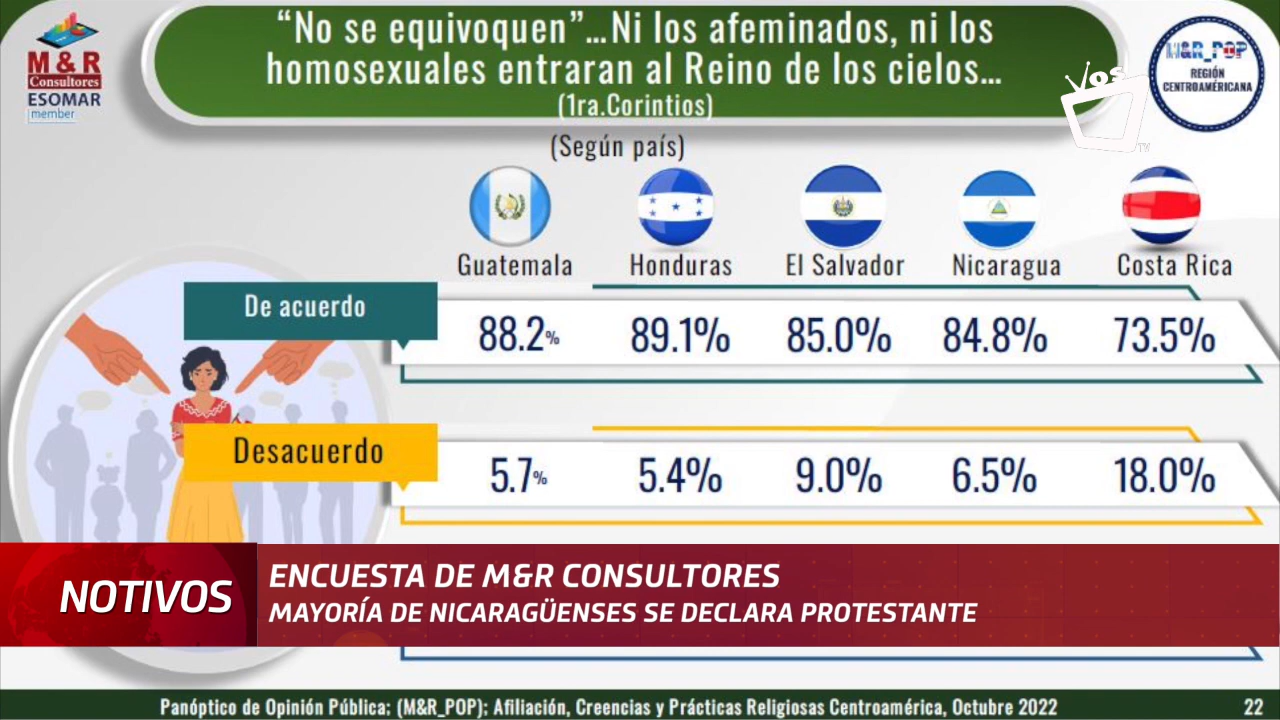 “No se equivoquen”...Ni los afeminados, ni los
homosexuales entraran al Reino de los cielos...
(1ra.Corintios)
(Según país)
M&R
Consultores
ESOMAR
member
M&R_POP
REGIÓN
CENTROAMÉRICANA
VOS
TV
Guatemala Honduras El Salvador Nicaragua Costa Rica
De acuerdo
88.2% 89.1% 85.0% 84.8% 73.5%
Desacuerdo
5.7% 5.4% 9.0% 6.5% 18.0%
NOTIVOS
ENCUESTA DE M&R CONSULTORES
MAYORÍA DE NICARAGÜENSES SE DECLARA PROTESTANTE
Panóptico de Opinión Pública; (M&R_POP); Afiliación, Creencias y Prácticas Religiosas Centroamérica, Octubre 2022 22